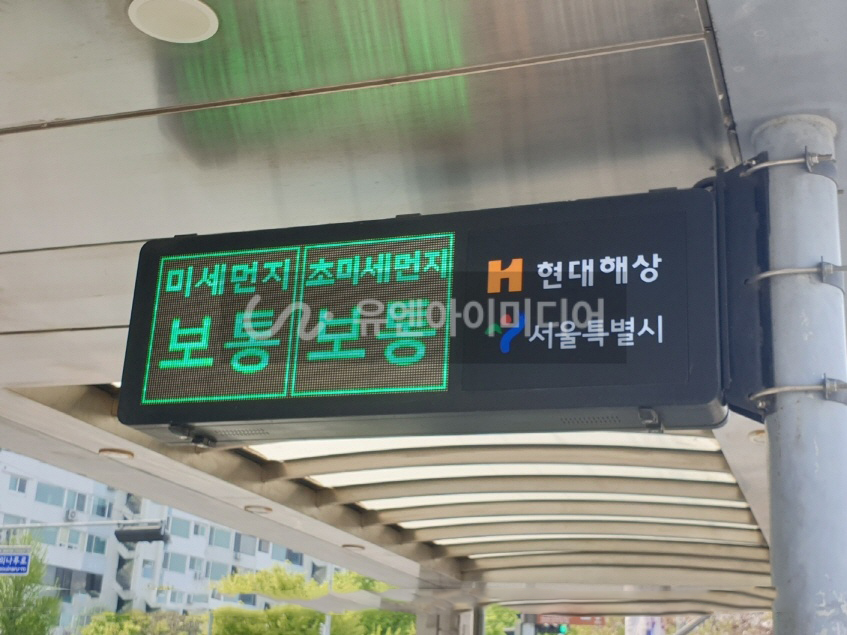 미세먼지
보통
초미세먼지
보통
현대해상
서울특별시
유엔아이미디어